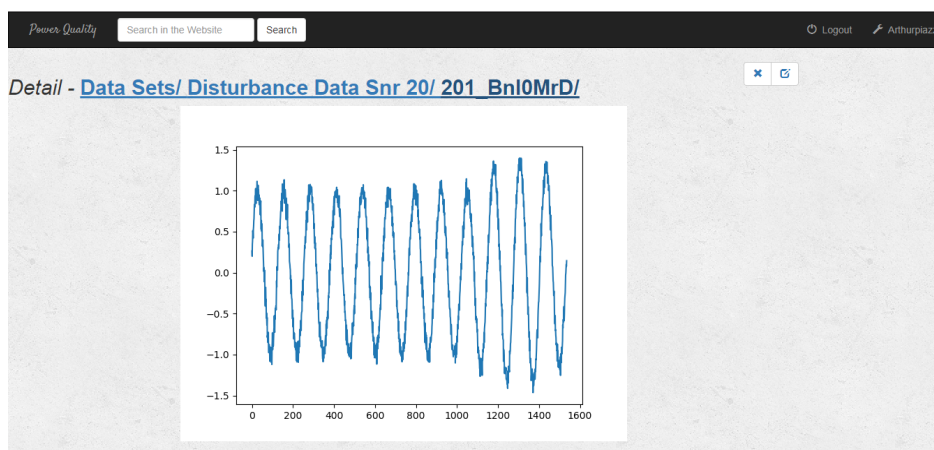 Power Quality Search in the Website Search Logout Arthurpiaz
Detail - Data Sets/ Disturbance Data Snr 20/ 201_BnI0MrD/
1.5
1.0
0.5
0.0
−0.5
−1.0
−1.5
0 200 400 600 800 1000 1200 1400 1600